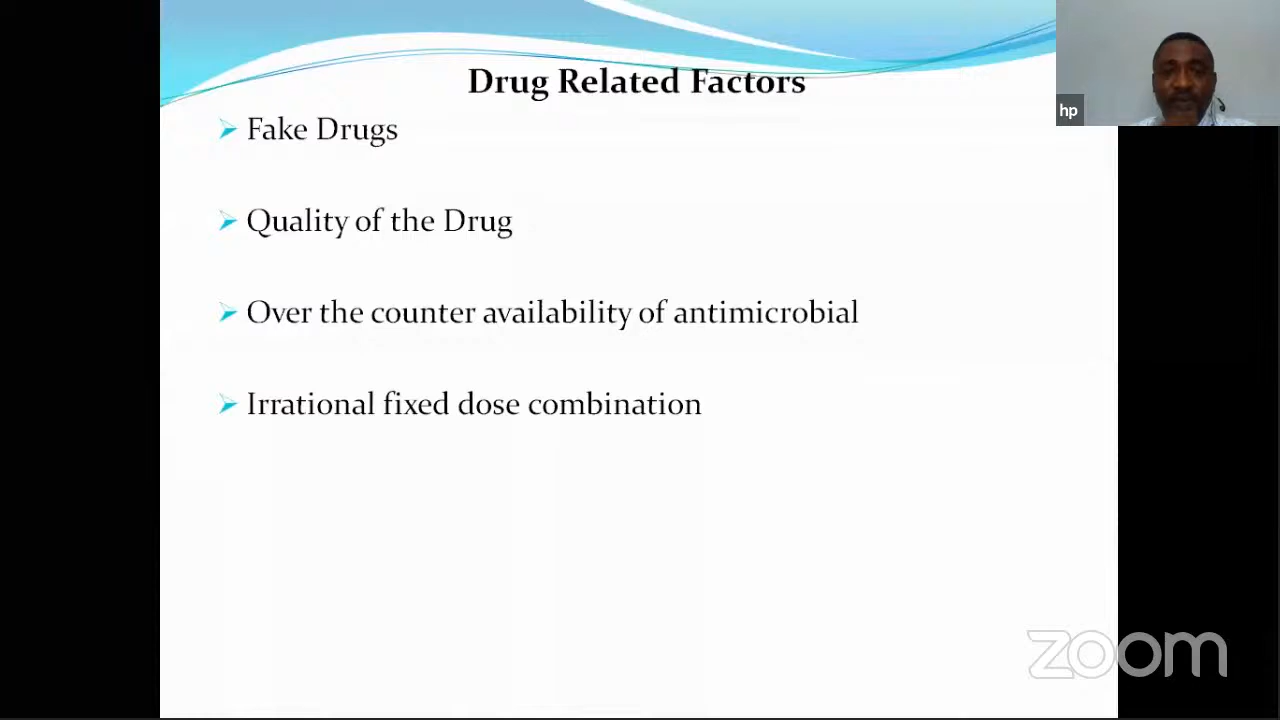 Drug Related Factors
hp
Fake Drugs
Quality of the Drug
Over the counter availability of antimicrobial
Irrational fixed dose combination
zoom